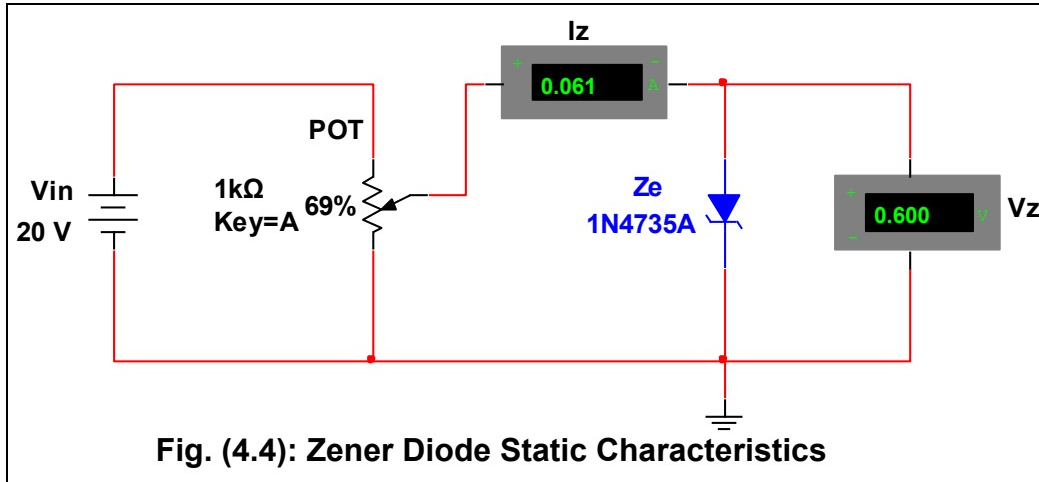 Iz
+ -
0.061 A
POT
Vin
20 V
1kΩ
Key=A
69%
Ze
1N4735A
+
0.600 V
-
Vz
Fig. (4.4): Zener Diode Static Characteristics